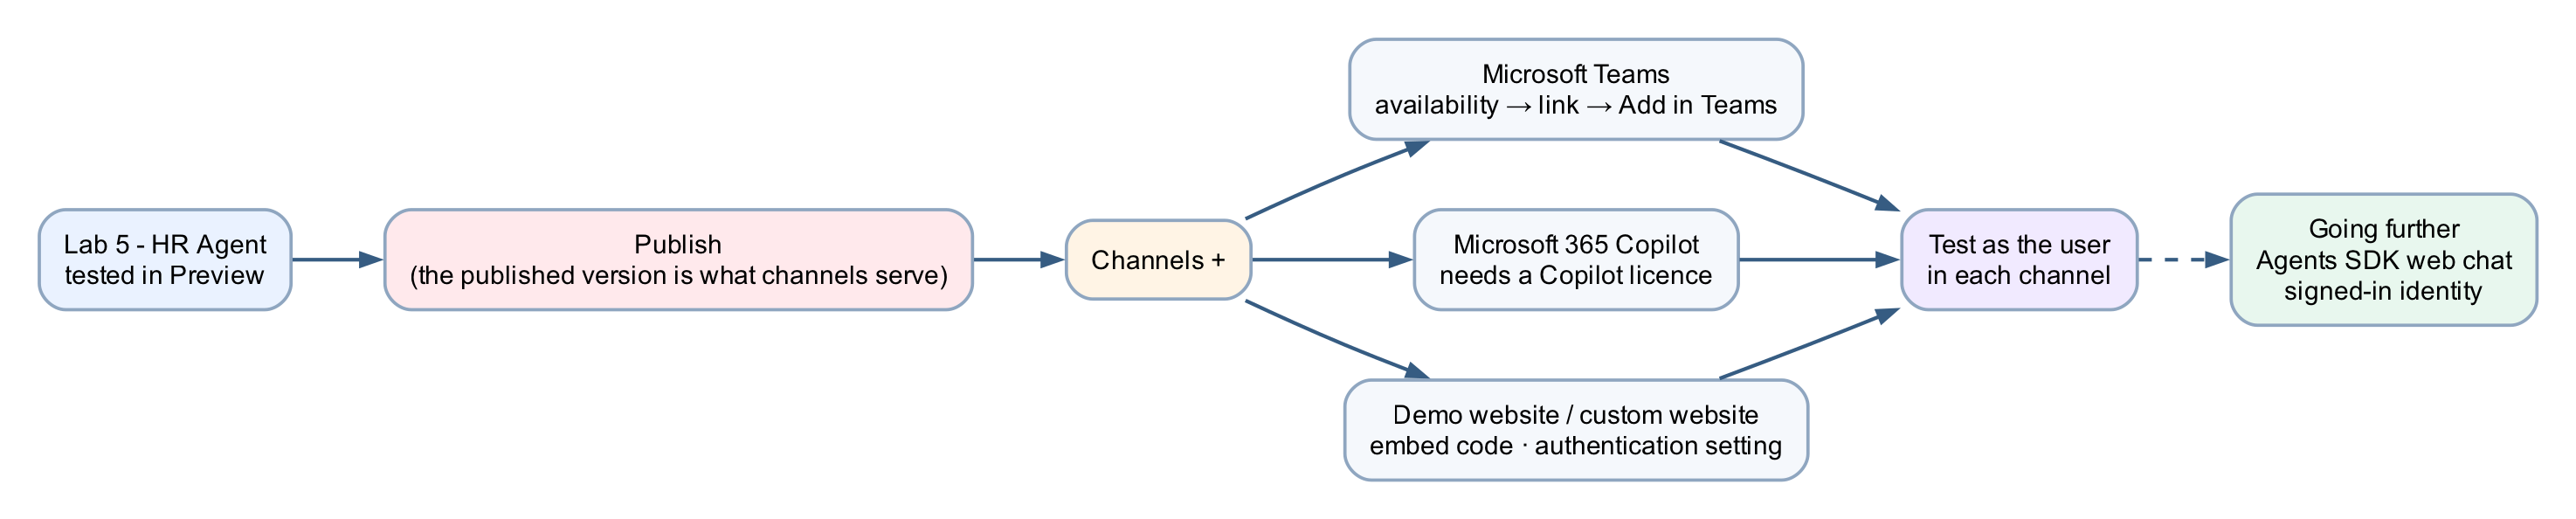 Lab 5 - HR Agent
tested in Preview
Publish
(the published version is what channels serve)
Channels +
Microsoft Teams
availability → link → Add in Teams
Microsoft 365 Copilot
needs a Copilot licence
Demo website / custom website
embed code · authentication setting
Test as the user
in each channel
Going further
Agents SDK web chat
signed-in identity